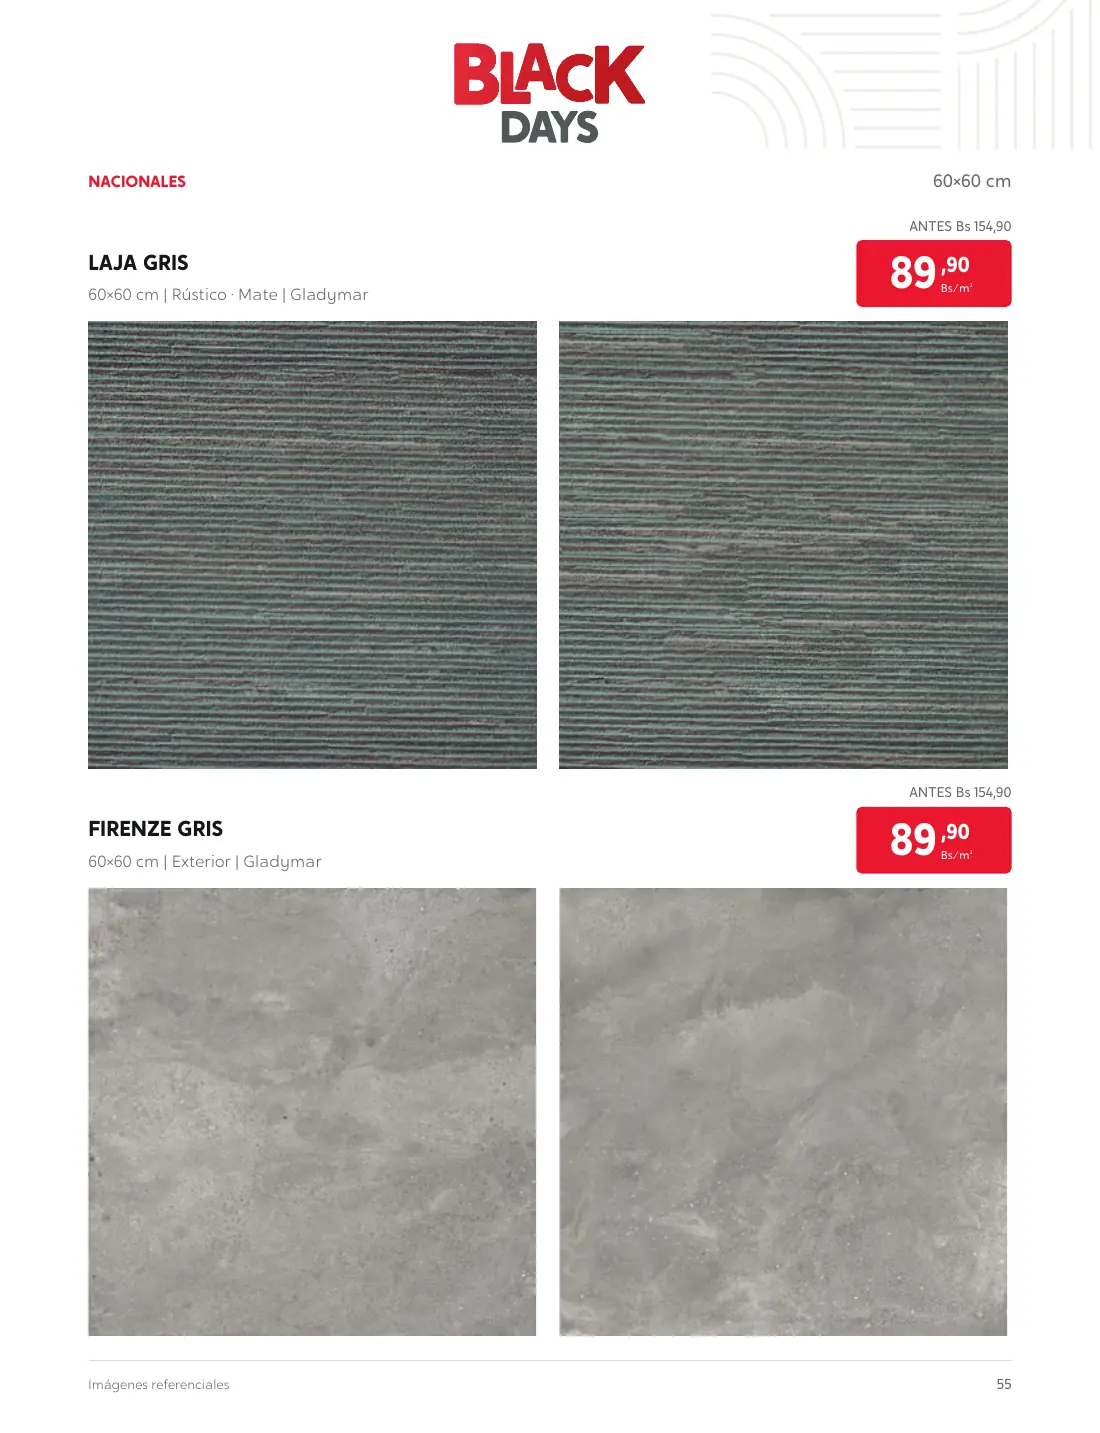 BLACK
DAYS
NACIONALES
60×60 cm
ANTES Bs 154,90
LAJA GRIS
89,90
Bs/m²
60×60 cm | Rústico · Mate | Gladymar
ANTES Bs 154,90
FIRENZE GRIS
89,90
Bs/m²
60×60 cm | Exterior | Gladymar
Imágenes referenciales
55